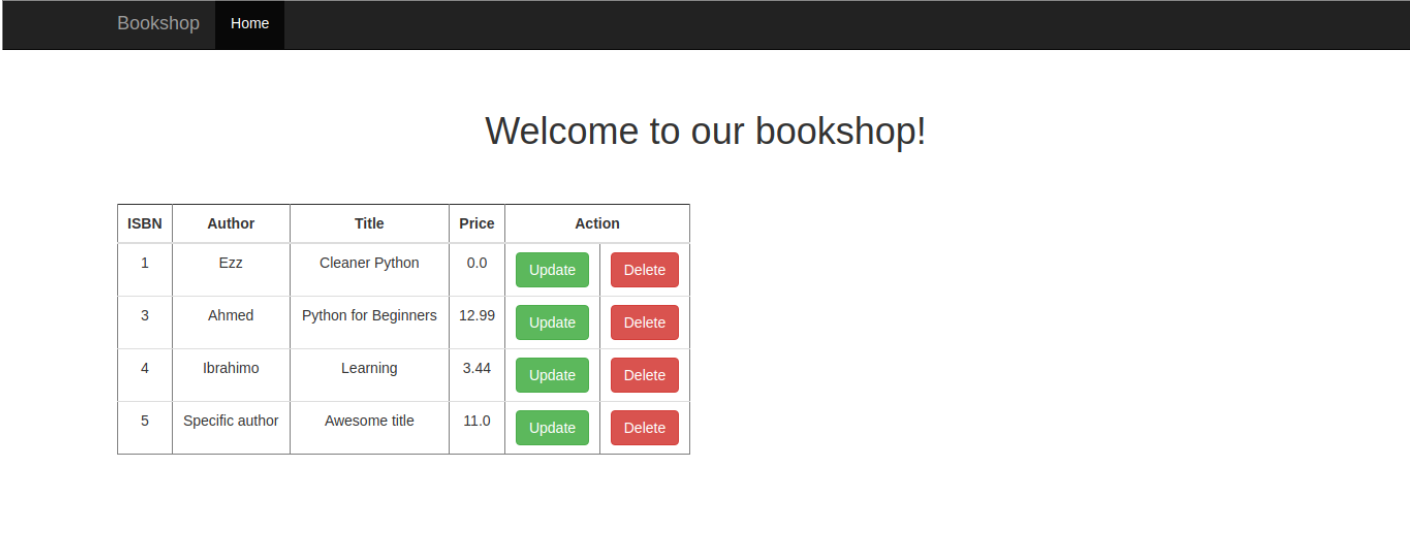 Bookshop Home
Welcome to our bookshop!
ISBN Author Title Price Action
1 Ezz Cleaner Python 0.0 Update Delete
3 Ahmed Python for Beginners 12.99 Update Delete
4 Ibrahimo Learning 3.44 Update Delete
5 Specific author Awesome title 11.0 Update Delete